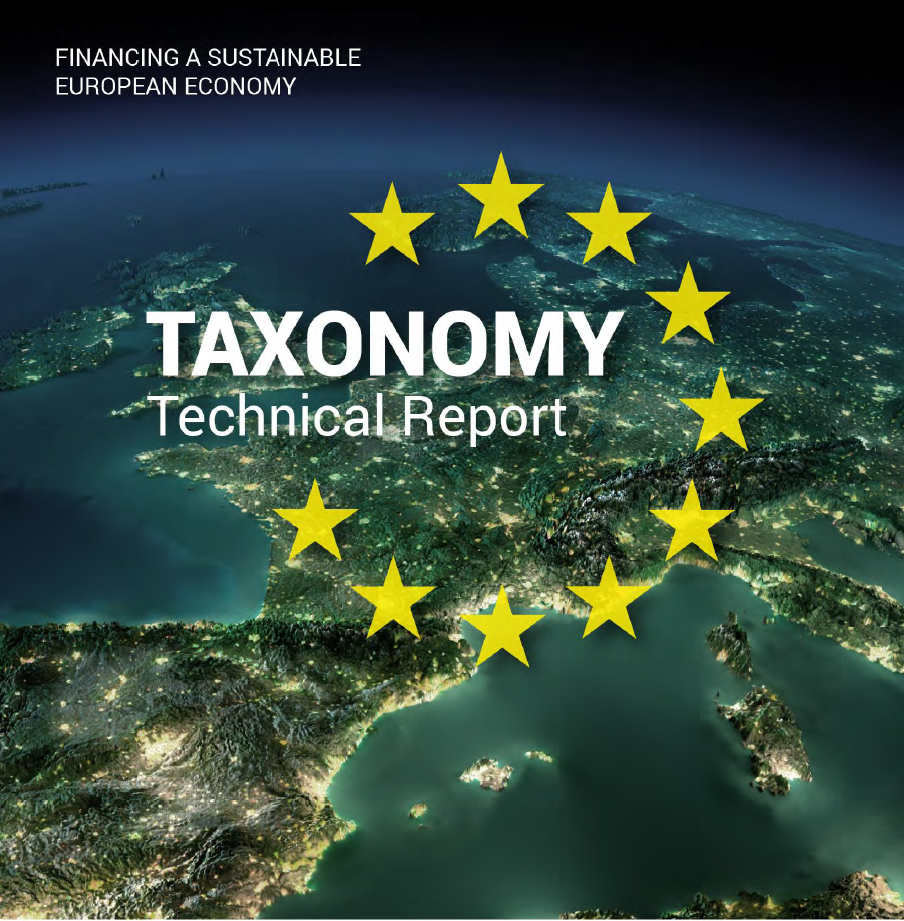 FINANCING A SUSTAINABLE
EUROPEAN ECONOMY
TAXONOMY
Technical Report